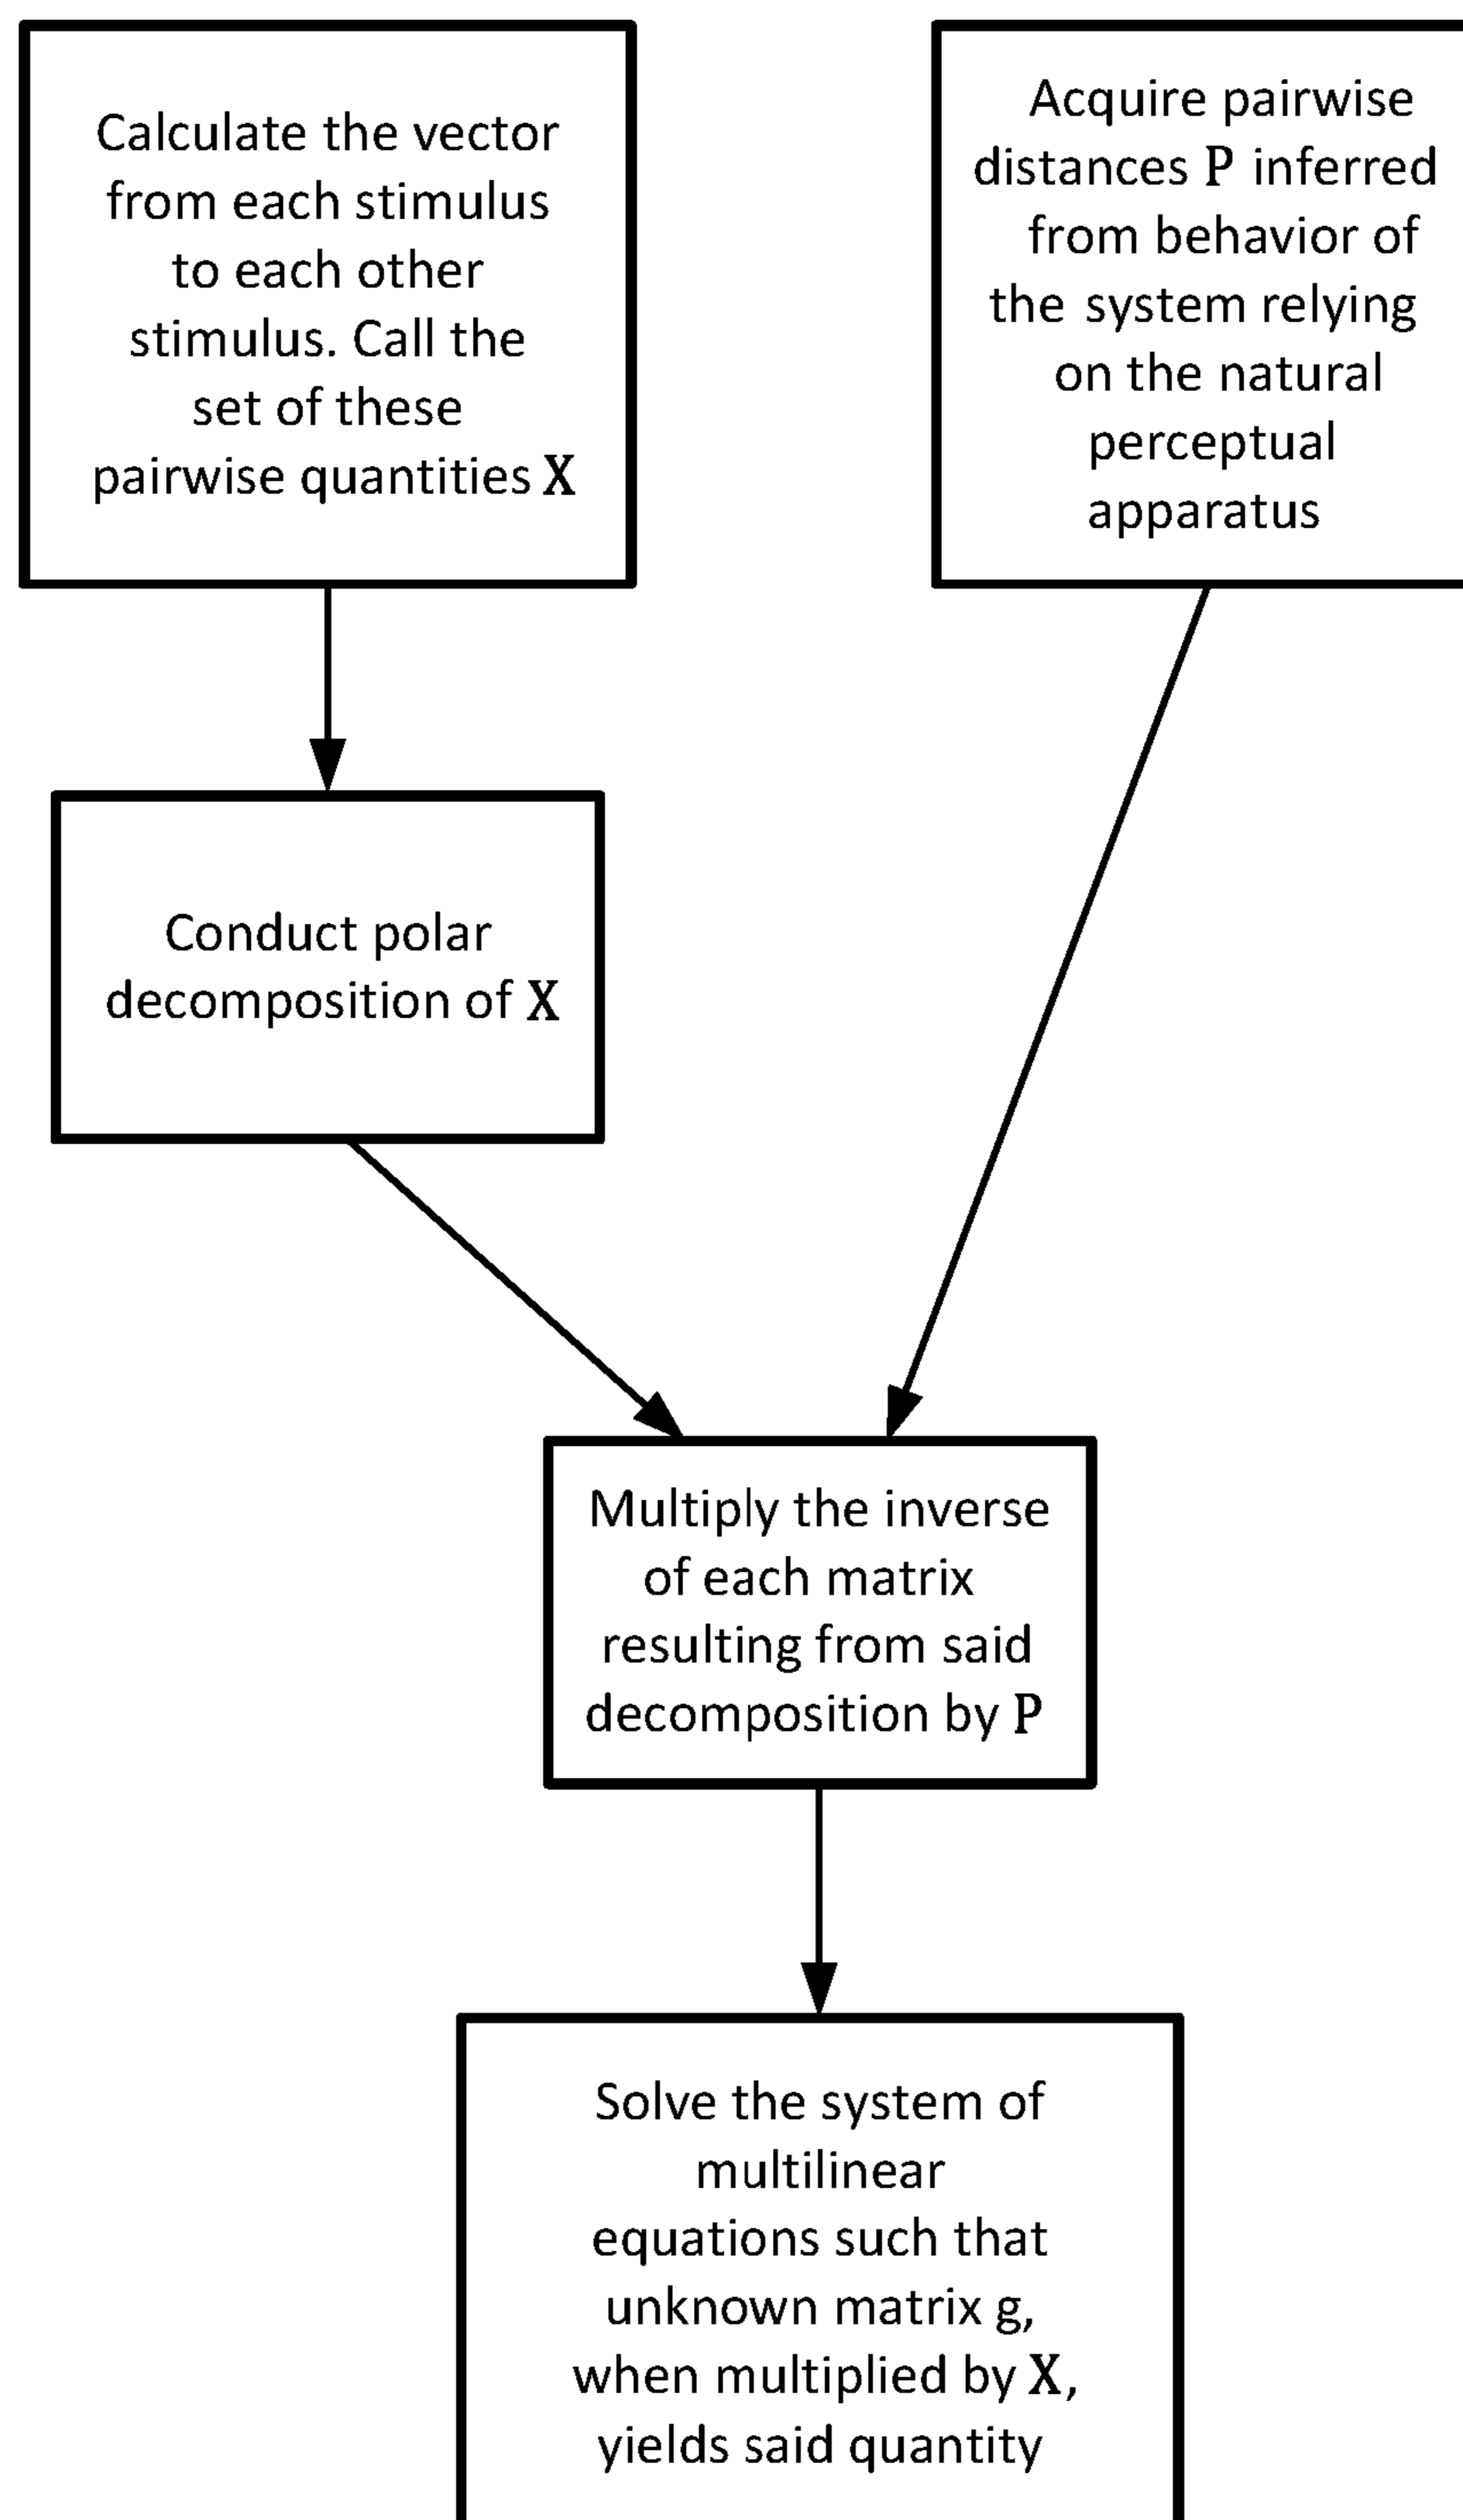 Calculate the vector
from each stimulus
to each other
stimulus. Call the
set of these
pairwise quantities X
Acquire pairwise
distances P inferred
from behavior of
the system relying
on the natural
perceptual
apparatus
Conduct polar
decomposition of X
Multiply the inverse
of each matrix
resulting from said
decomposition by P
Solve the system of
multilinear
equations such that
unknown matrix g,
when multiplied by X,
yields said quantity